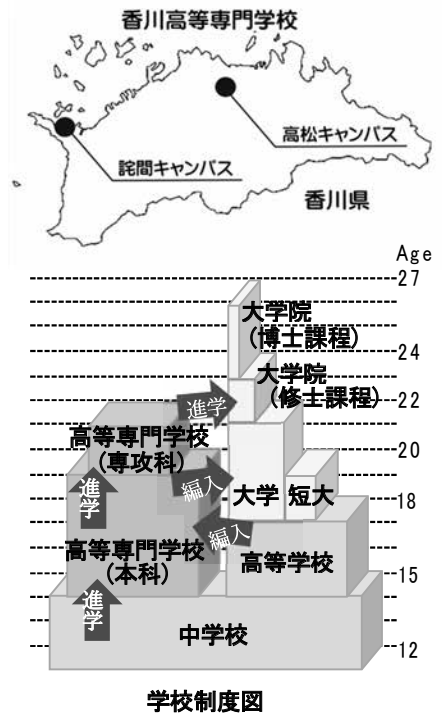 香川高等専門学校
高松キャンパス
詫間キャンパス
香川県
Age
27
大学院
(博士課程)
24
大学院
(修士課程)
22
進学
高等専門学校
(専攻科)
20
編入
進学
大学
短大
18
編入
高等専門学校
(本科)
高等学校
15
進学
中学校
12
学校制度図